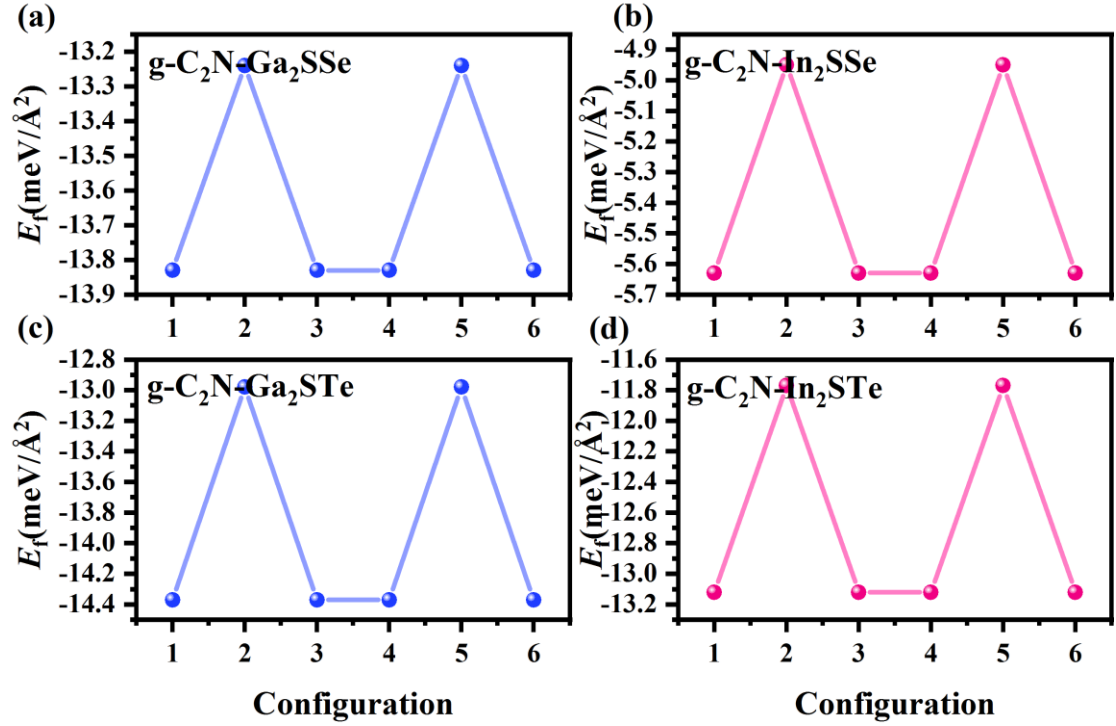 (a)
g-C₂N-Ga₂SSe
E_f(meV/Å²)
-13.2
-13.3
-13.4
-13.5
-13.6
-13.7
-13.8
-13.9
1 2 3 4 5 6
(b)
g-C₂N-In₂SSe
E_f(meV/Å²)
-4.9
-5.0
-5.1
-5.2
-5.3
-5.4
-5.5
-5.6
-5.7
1 2 3 4 5 6
(c)
g-C₂N-Ga₂STe
E_f(meV/Å²)
-12.8
-13.0
-13.2
-13.4
-13.6
-13.8
-14.0
-14.2
-14.4
1 2 3 4 5 6
Configuration
(d)
g-C₂N-In₂STe
E_f(meV/Å²)
-11.6
-11.8
-12.0
-12.2
-12.4
-12.6
-12.8
-13.0
-13.2
1 2 3 4 5 6
Configuration